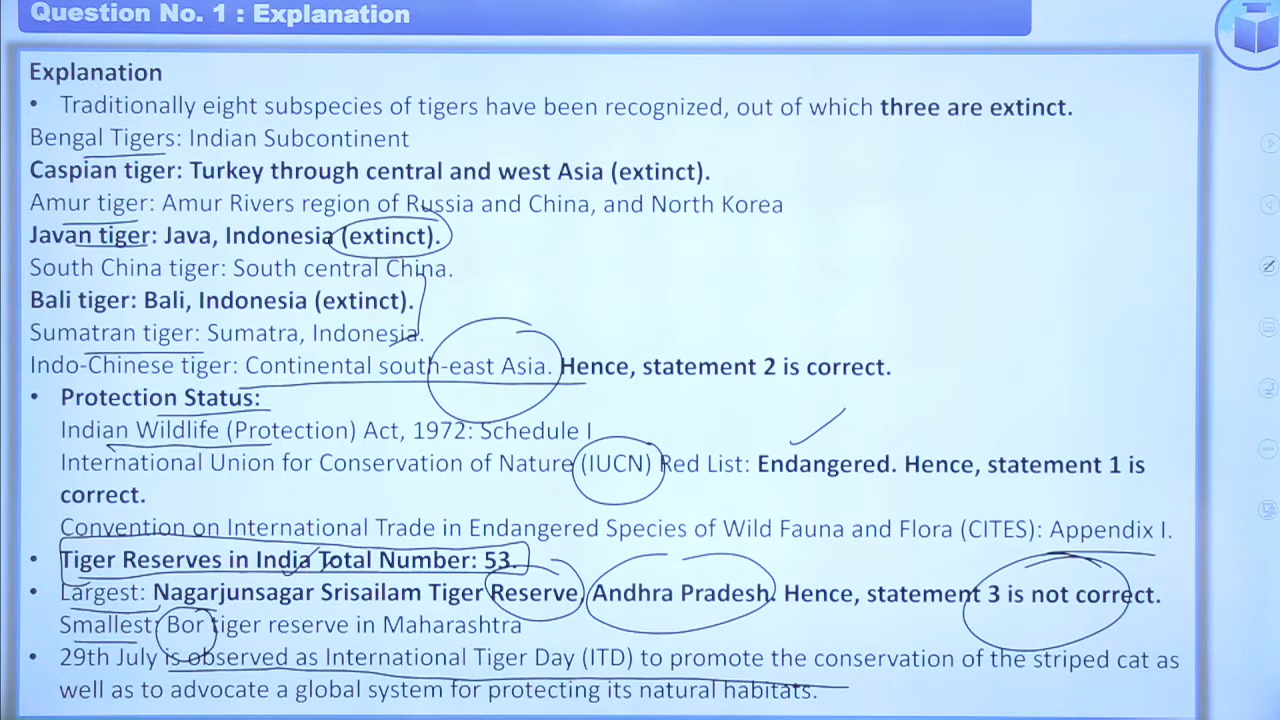 Question No. 1 : Explanation
Explanation
• Traditionally eight subspecies of tigers have been recognized, out of which three are extinct.
Bengal Tigers: Indian Subcontinent
Caspian tiger: Turkey through central and west Asia (extinct).
Amur tiger: Amur Rivers region of Russia and China, and North Korea
Javan tiger: Java, Indonesia (extinct).
South China tiger: South central China.
Bali tiger: Bali, Indonesia (extinct).
Sumatran tiger: Sumatra, Indonesia.
Indo-Chinese tiger: Continental south-east Asia. Hence, statement 2 is correct.
• Protection Status:
Indian Wildlife (Protection) Act, 1972: Schedule I
International Union for Conservation of Nature (IUCN) Red List: Endangered. Hence, statement 1 is
correct.
Convention on International Trade in Endangered Species of Wild Fauna and Flora (CITES): Appendix I.
• Tiger Reserves in India Total Number: 53.
• Largest: Nagarjunsagar Srisailam Tiger Reserve, Andhra Pradesh. Hence, statement 3 is not correct.
Smallest: Bor tiger reserve in Maharashtra
• 29th July is observed as International Tiger Day (ITD) to promote the conservation of the striped cat as
well as to advocate a global system for protecting its natural habitats.